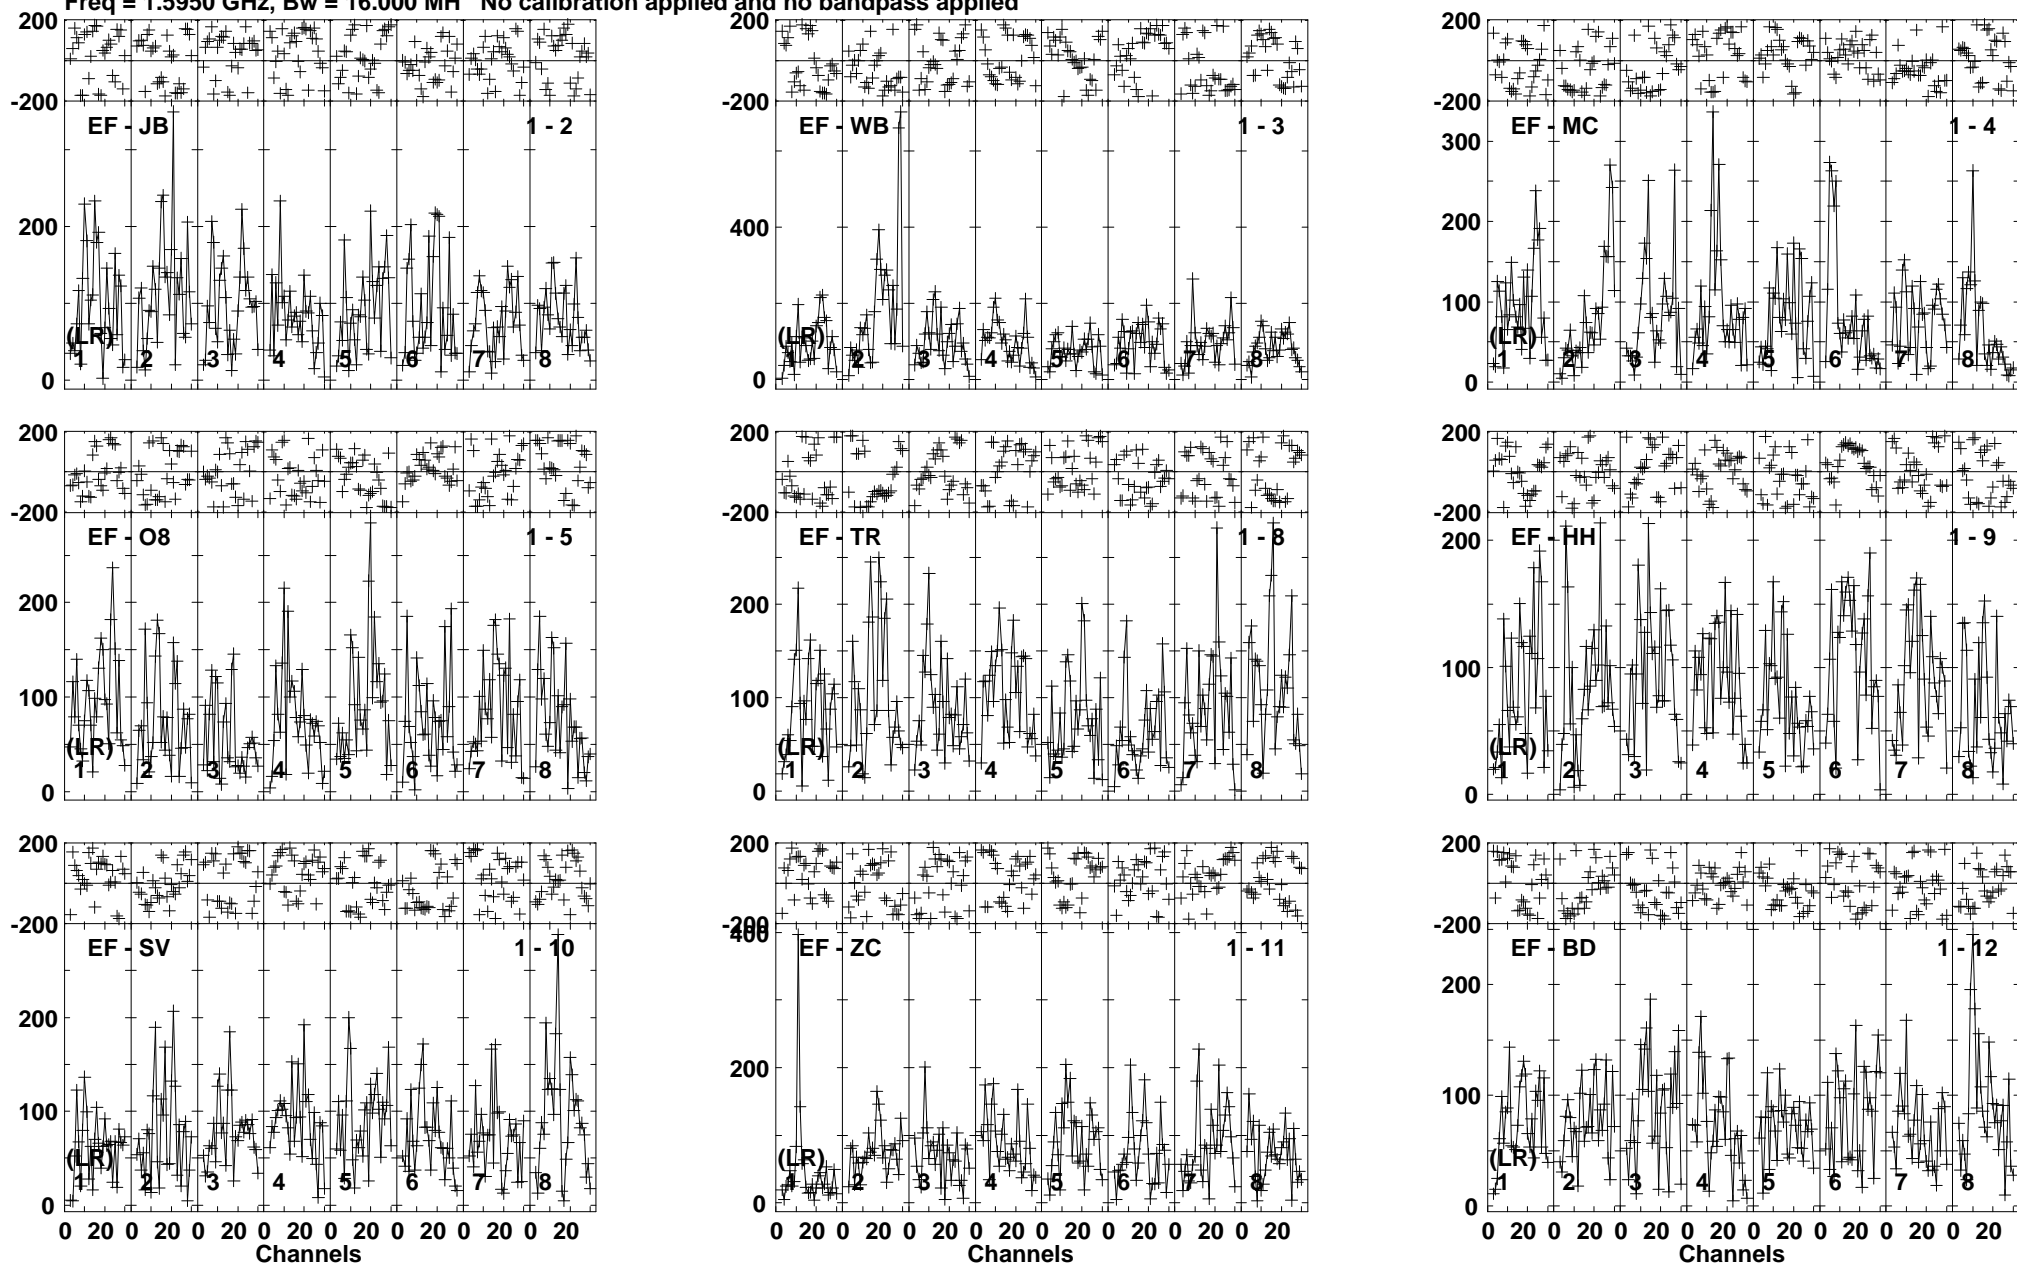 Freq = 1.5950 GHz, Bw = 16.000 MH No calibration applied and no bandpass applied
200 200 200
-200 -200 -200
EF - JB 1 - 2 EF - WB 1 - 3 EF - MC 1 - 4
300
200 400 200
100
(LR) (LR) (LR)
1 2 3 4 5 6 7 8 1 2 3 4 5 6 7 8 1 2 3 4 5 6 7 8
0 0 0
200 200 200
-200 -200 -200
EF - O8 1 - 5 EF - TR 1 - 8 EF - HH 1 - 9
200 200 200
100 100 100
(LR) (LR) (LR)
1 2 3 4 5 6 7 8 1 2 3 4 5 6 7 8 1 2 3 4 5 6 7 8
0 0 0
200 200 200
-200 -200 -200
400
EF - SV 1 - 10 EF - ZC 1 - 11 EF - BD 1 - 12
200 200 200
100 100
(LR) (LR) (LR)
1 2 3 4 5 6 7 8 1 2 3 4 5 6 7 8 1 2 3 4 5 6 7 8
0 0 0
0 20 0 20 0 20 0 20 0 20 0 20 0 20 0 20 0 20 0 20 0 20 0 20 0 20 0 20 0 20 0 20 0 20 0 20 0 20 0 20 0 20 0 20 0 20 0 20
Channels Channels Channels